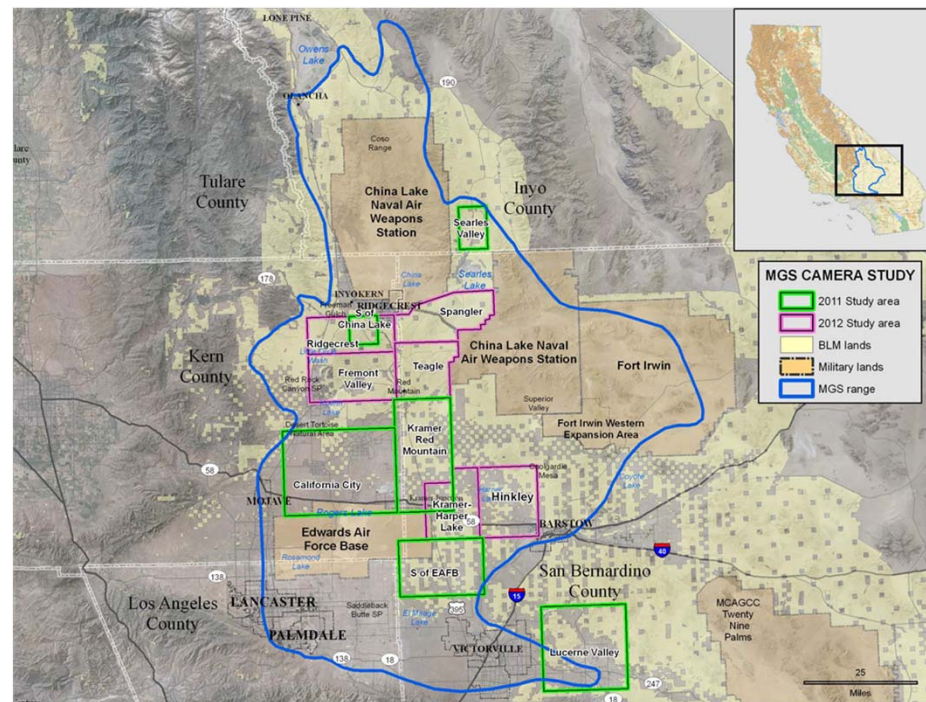 LONE PINE
Owens
Lake
OLANCHA
190
Coso
Range
Tulare
County
China Lake
Naval Air
Weapons
Station
Inyo
County
Searles
Valley
178
China
Lake
Searles
Lake
INYOKERN
RIDGECREST
Freeman
Gulch
S of
China Lake
Spangler
Ridgecrest
China Lake Naval
Air Weapons Station
Fort Irwin
Kern
County
Fremont
Valley
Teagle
Red Rock
Canyon SP
Red
Mountain
Superior
Valley
Desert Tortoise
Natural Area
Kramer
Red
Mountain
Fort Irwin Western
Expansion Area
58
California City
Coolgardie
Mesa
Coyote Lake
MOJAVE
Kramer Junction
Hinkley
Rogers Lake
Kramer-
Harper
Lake
58
BARSTOW
Edwards Air
Force Base
40
Rosamond
Lake
S of EAFB
San Bernardino
County
138
15
Los Angeles
County
LANCASTER
Saddleback
Butte SP
395
El Mirage
Lake
MCAGCC
Twenty
Nine
Palms
PALMDALE
VICTORVILLE
Lucerne Valley
138
18
247
18
25
Miles
MGS CAMERA STUDY
2011 Study area
2012 Study area
BLM lands
Military lands
MGS range